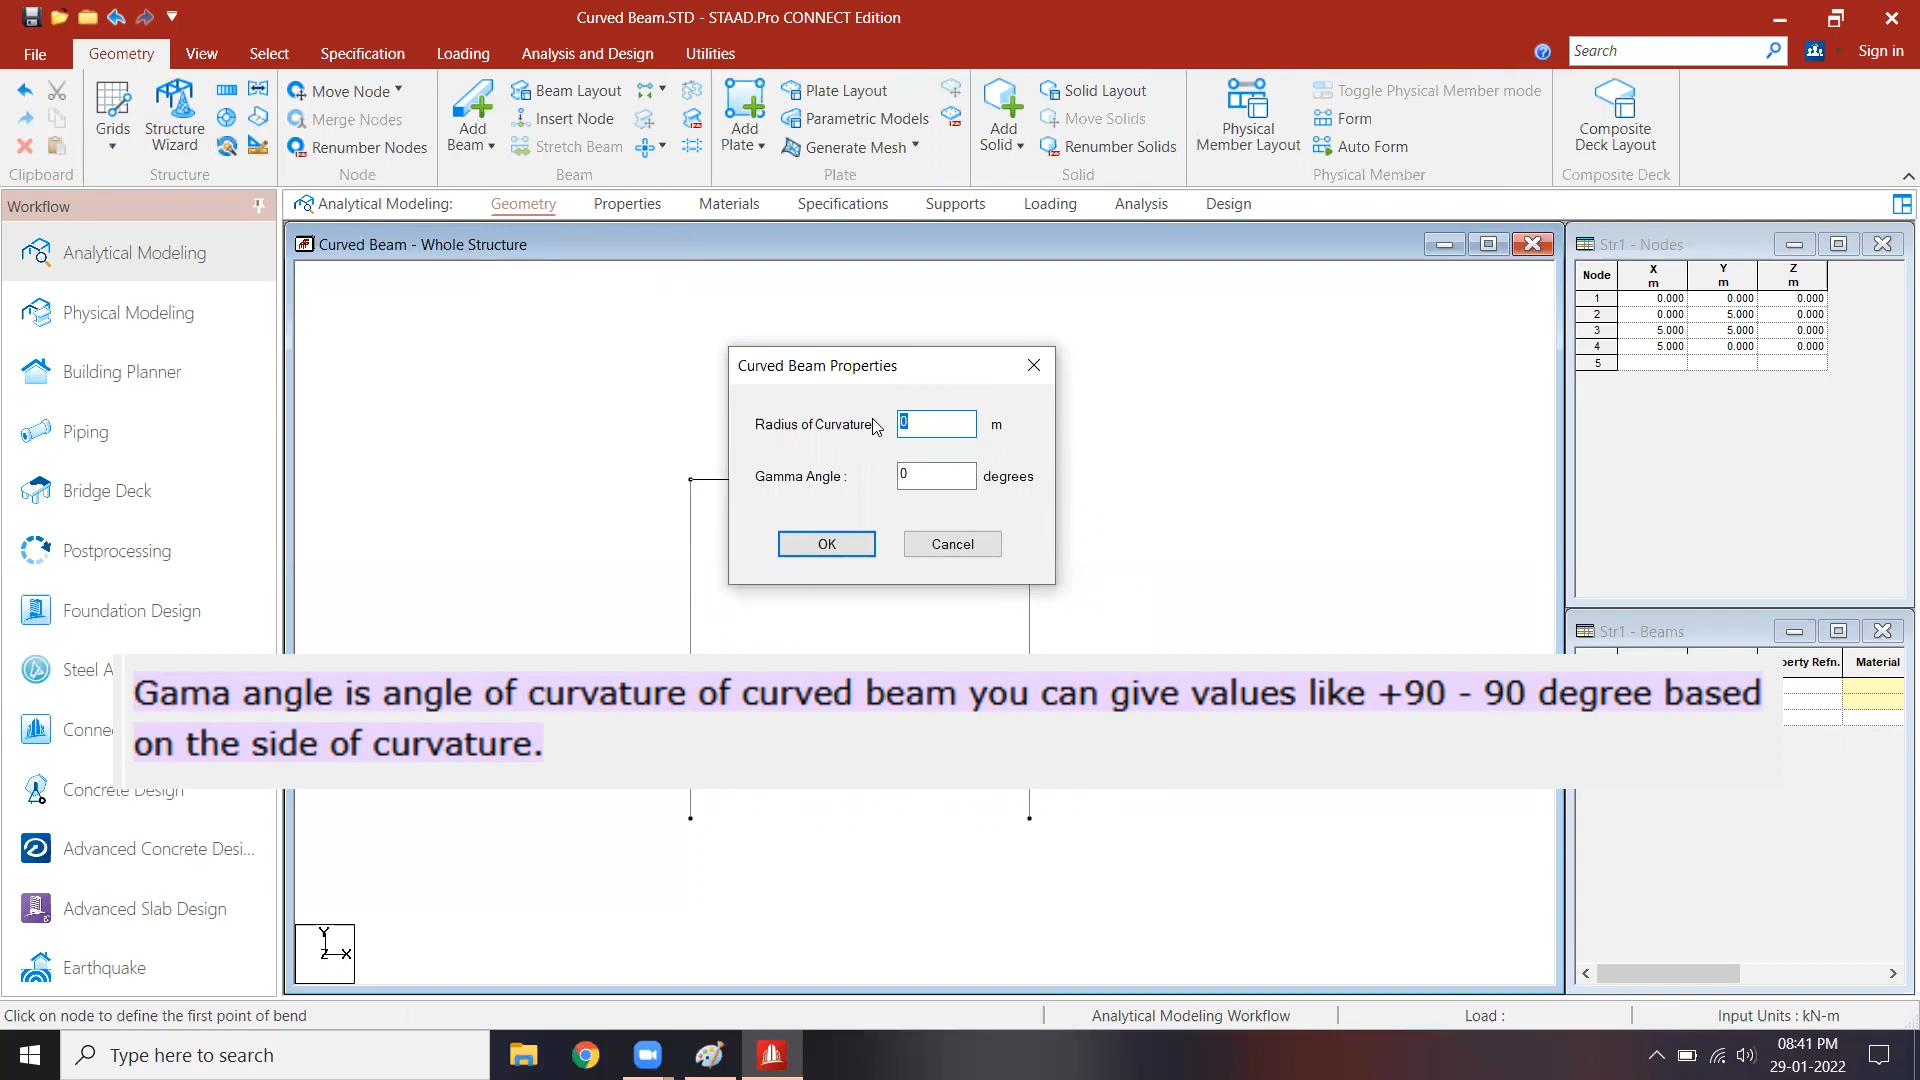 Curved Beam.STD - STAAD.Pro CONNECT Edition
File Geometry View Select Specification Loading Analysis and Design Utilities Search Sign in
Move Node Beam Layout Plate Layout Solid Layout Toggle Physical Member mode
Merge Nodes Insert Node Parametric Models Move Solids Form
Renumber Nodes Stretch Beam Generate Mesh Renumber Solids Auto Form
Grids Structure Wizard Add Beam Add Plate Add Solid Physical Member Layout Composite Deck Layout
Clipboard Structure Node Beam Plate Solid Physical Member Composite Deck
Workflow
Analytical Modeling: Geometry Properties Materials Specifications Supports Loading Analysis Design
Analytical Modeling
Physical Modeling
Building Planner
Piping
Bridge Deck
Postprocessing
Foundation Design
Steel A
Conne
Concrete Design
Advanced Concrete Desi...
Advanced Slab Design
Earthquake
Curved Beam - Whole Structure
Curved Beam Properties
Radius of Curvature 0 m
Gamma Angle : 0 degrees
OK Cancel
Gama angle is angle of curvature of curved beam you can give values like +90 - 90 degree based
on the side of curvature.
Y
Z X
Str1 - Nodes
Node X m Y m Z m
1 0.000 0.000 0.000
2 0.000 5.000 0.000
3 5.000 5.000 0.000
4 5.000 0.000 0.000
5
Str1 - Beams
perty Refn. Material
Click on node to define the first point of bend Analytical Modeling Workflow Load : Input Units : kN-m
Type here to search
08:41 PM
29-01-2022